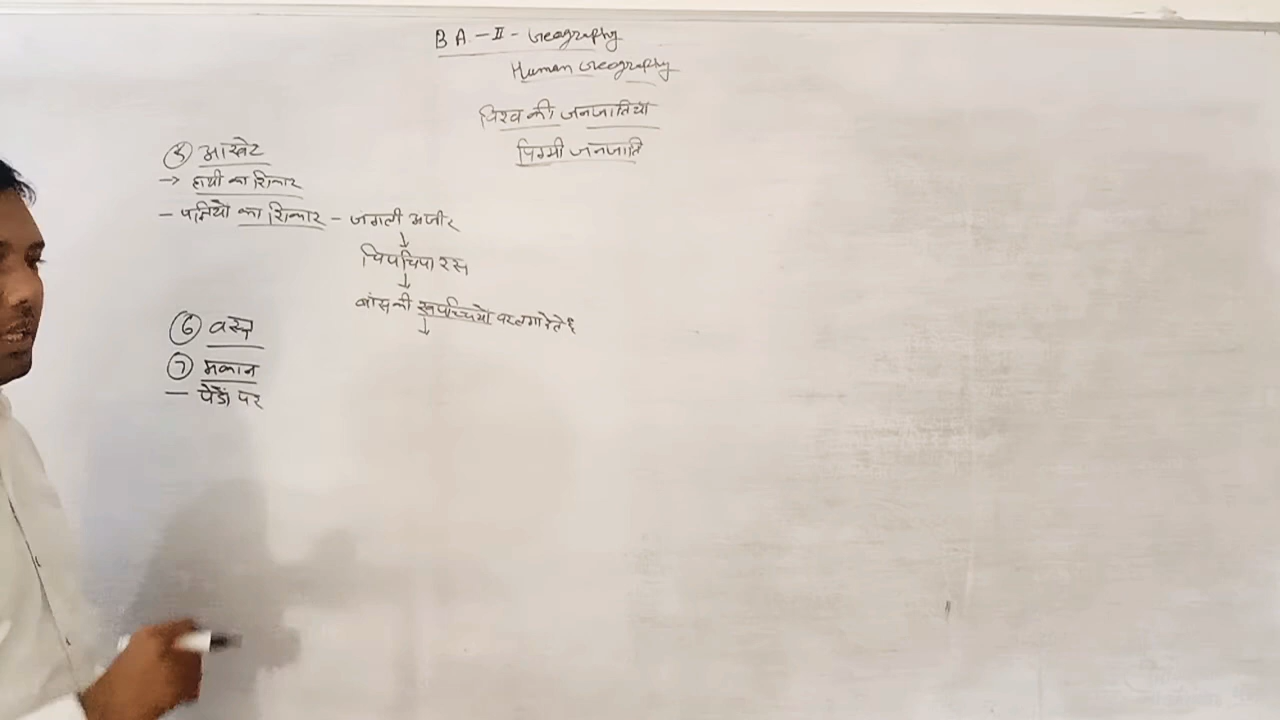 BA - II - Geography
Human Geography
विश्व की जनजातियाँ
पिग्मी जनजाति
⑤ आखेट
→ हाथी का शिकार
- पक्षियों का शिकार - जंगली अंजीर
↓
चिपचिपा रस
↓
बांस की खपच्चियो पर लगा देते है
↓
⑥ वस्त्र
⑦ मकान
- पेड़ों पर